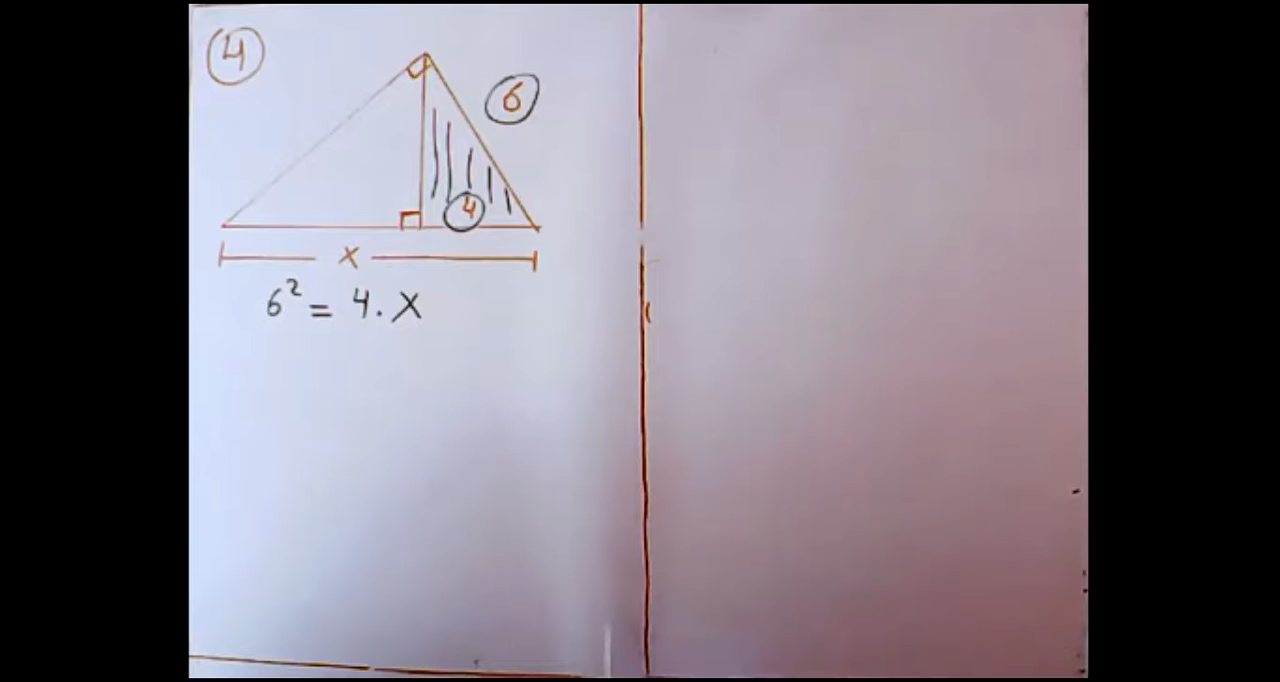 4
6
4
x
6² = 4 . x